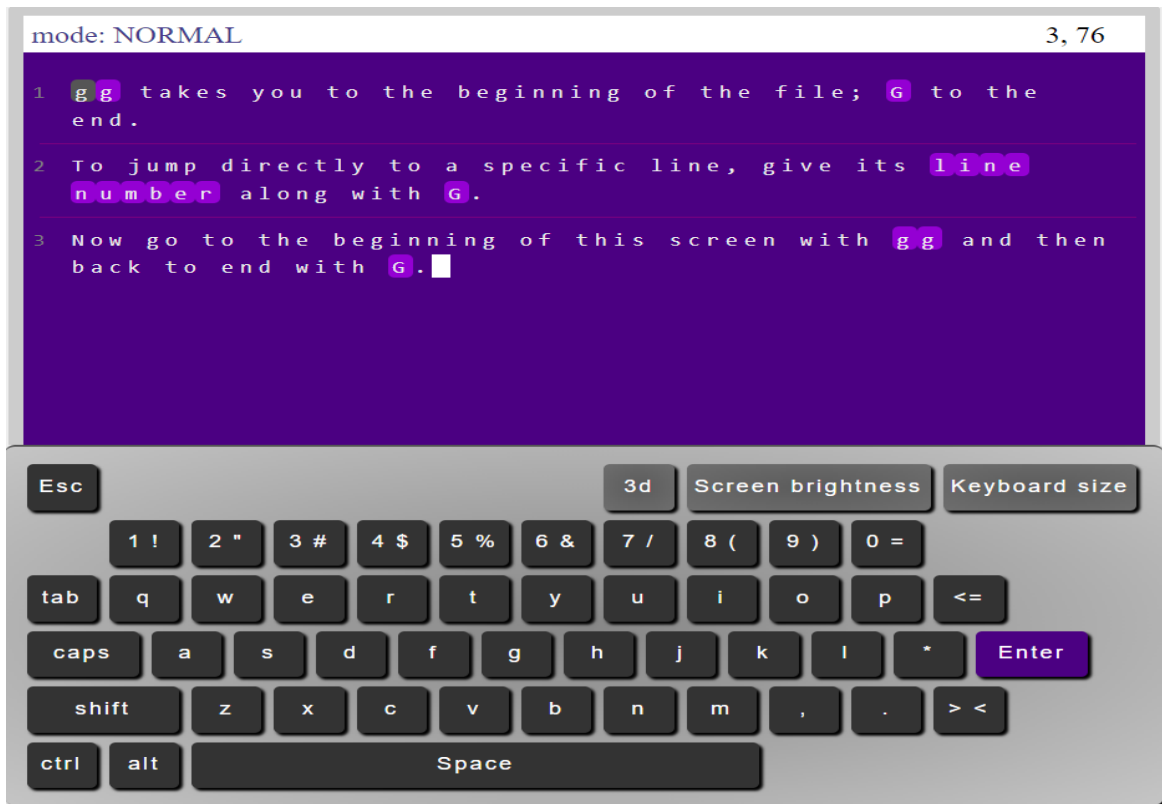 mode: NORMAL 3, 76
1 gg takes you to the beginning of the file; G to the
end.
2 To jump directly to a specific line, give its line
number along with G.
3 Now go to the beginning of this screen with gg and then
back to end with G.
Esc 3d Screen brightness Keyboard size
1 ! 2 " 3 # 4 $ 5 % 6 & 7 / 8 ( 9 ) 0 =
tab q w e r t y u i o p <=
caps a s d f g h j k l * Enter
shift z x c v b n m , . > <
ctrl alt Space